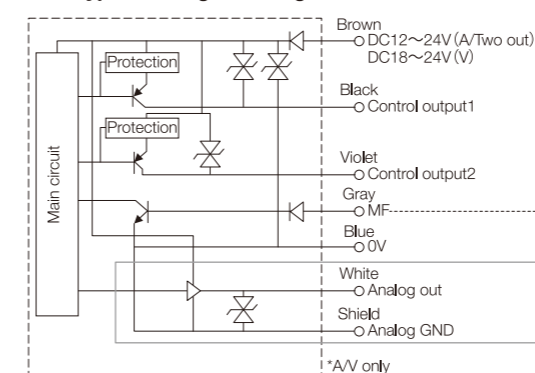 Brown
DC12～24V(A/Two out)
DC18～24V(V)
Protection
Black
Control output1
Protection
Violet
Control output2
Main circuit
Gray
MF
Blue
0V
White
Analog out
Shield
Analog GND
*A/V only